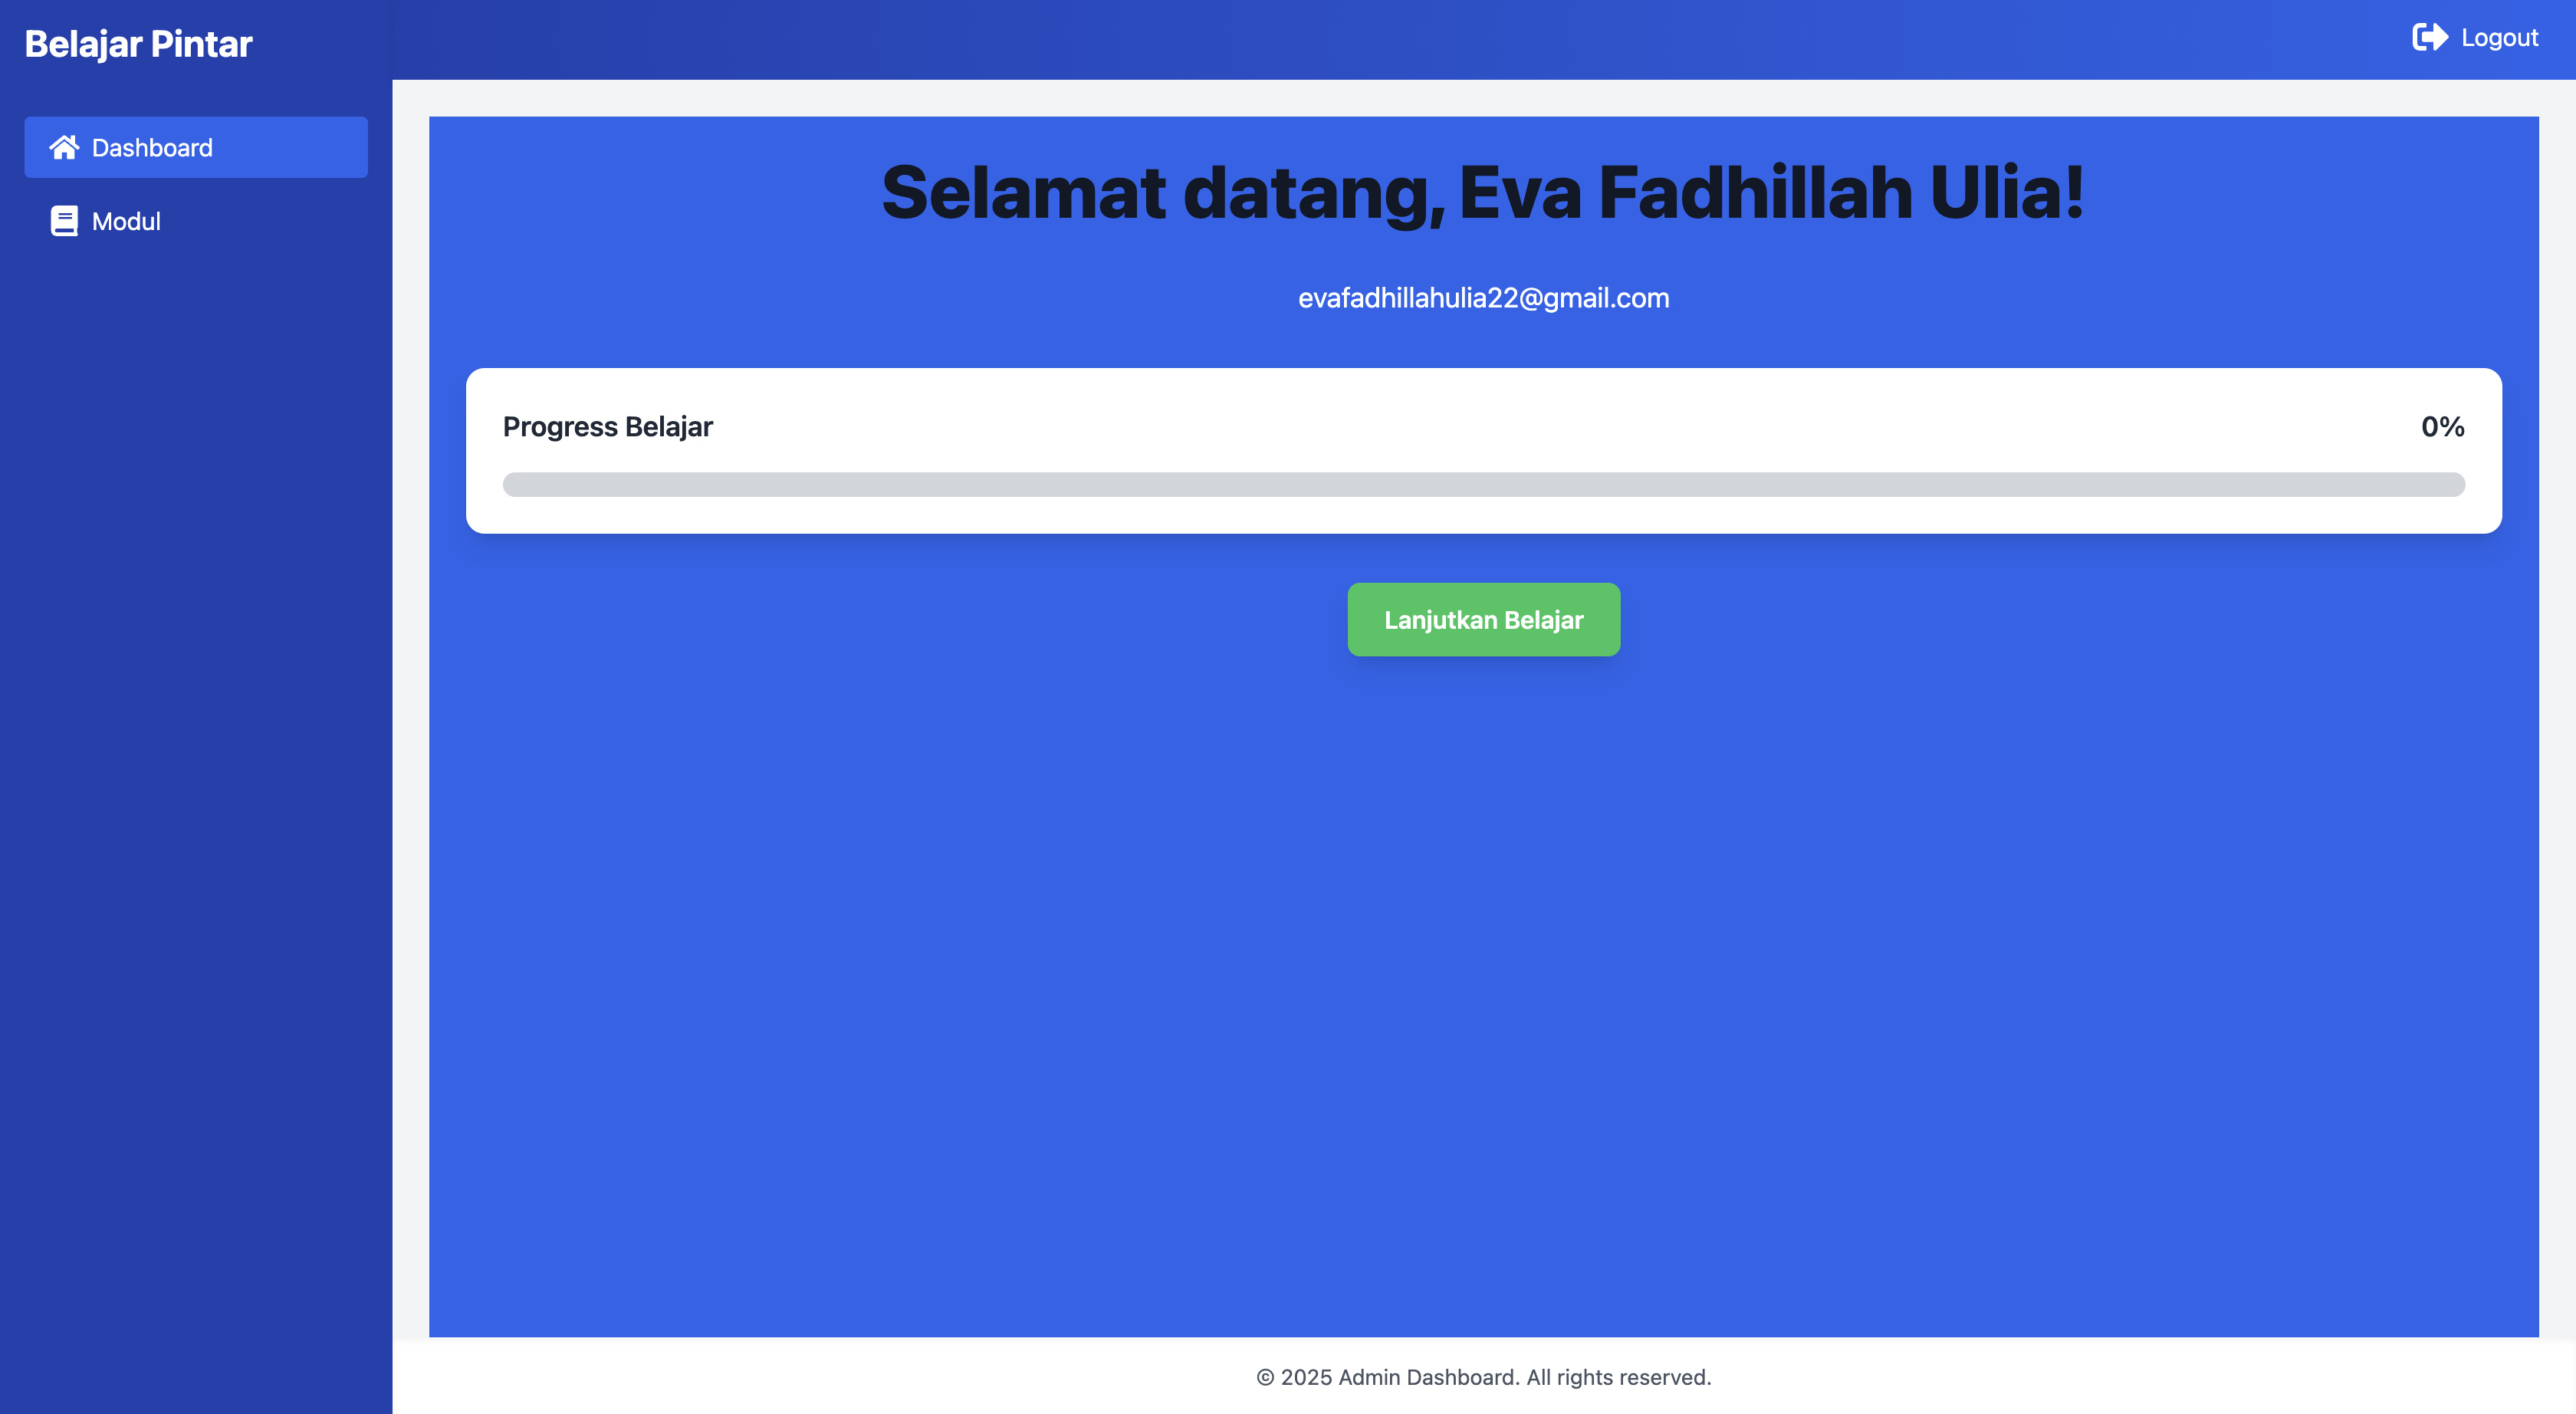 Belajar Pintar
Logout
Dashboard
Modul
Selamat datang, Eva Fadhillah Ulia!
evafadhillahulia22@gmail.com
Progress Belajar 0%
Lanjutkan Belajar
© 2025 Admin Dashboard. All rights reserved.